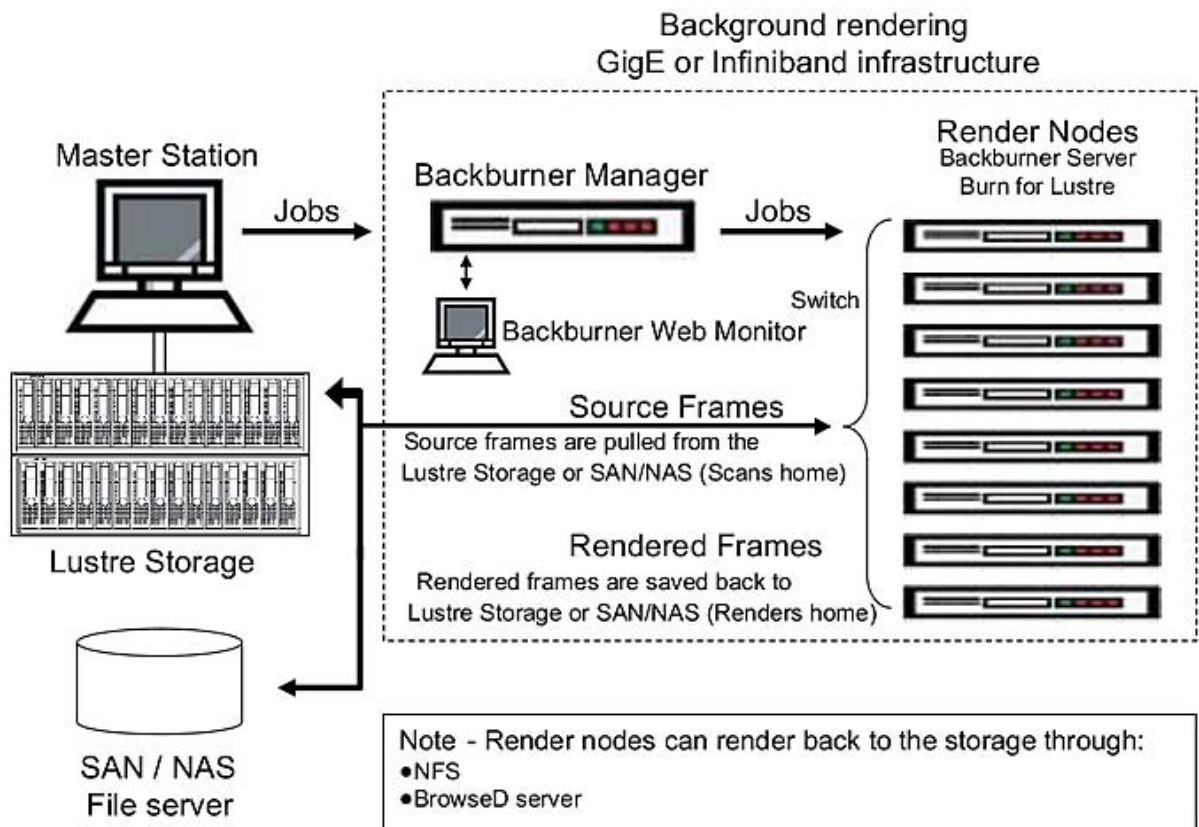 Background rendering
GigE or Infiniband infrastructure
Master Station
Jobs
Backburner Manager
Jobs
Render Nodes
Backburner Server
Burn for Lustre
Switch
Backburner Web Monitor
Source Frames
Source frames are pulled from the
Lustre Storage or SAN/NAS (Scans home)
Lustre Storage
Rendered Frames
Rendered frames are saved back to
Lustre Storage or SAN/NAS (Renders home)
SAN / NAS
File server
Note - Render nodes can render back to the storage through:
●NFS
●BrowseD server